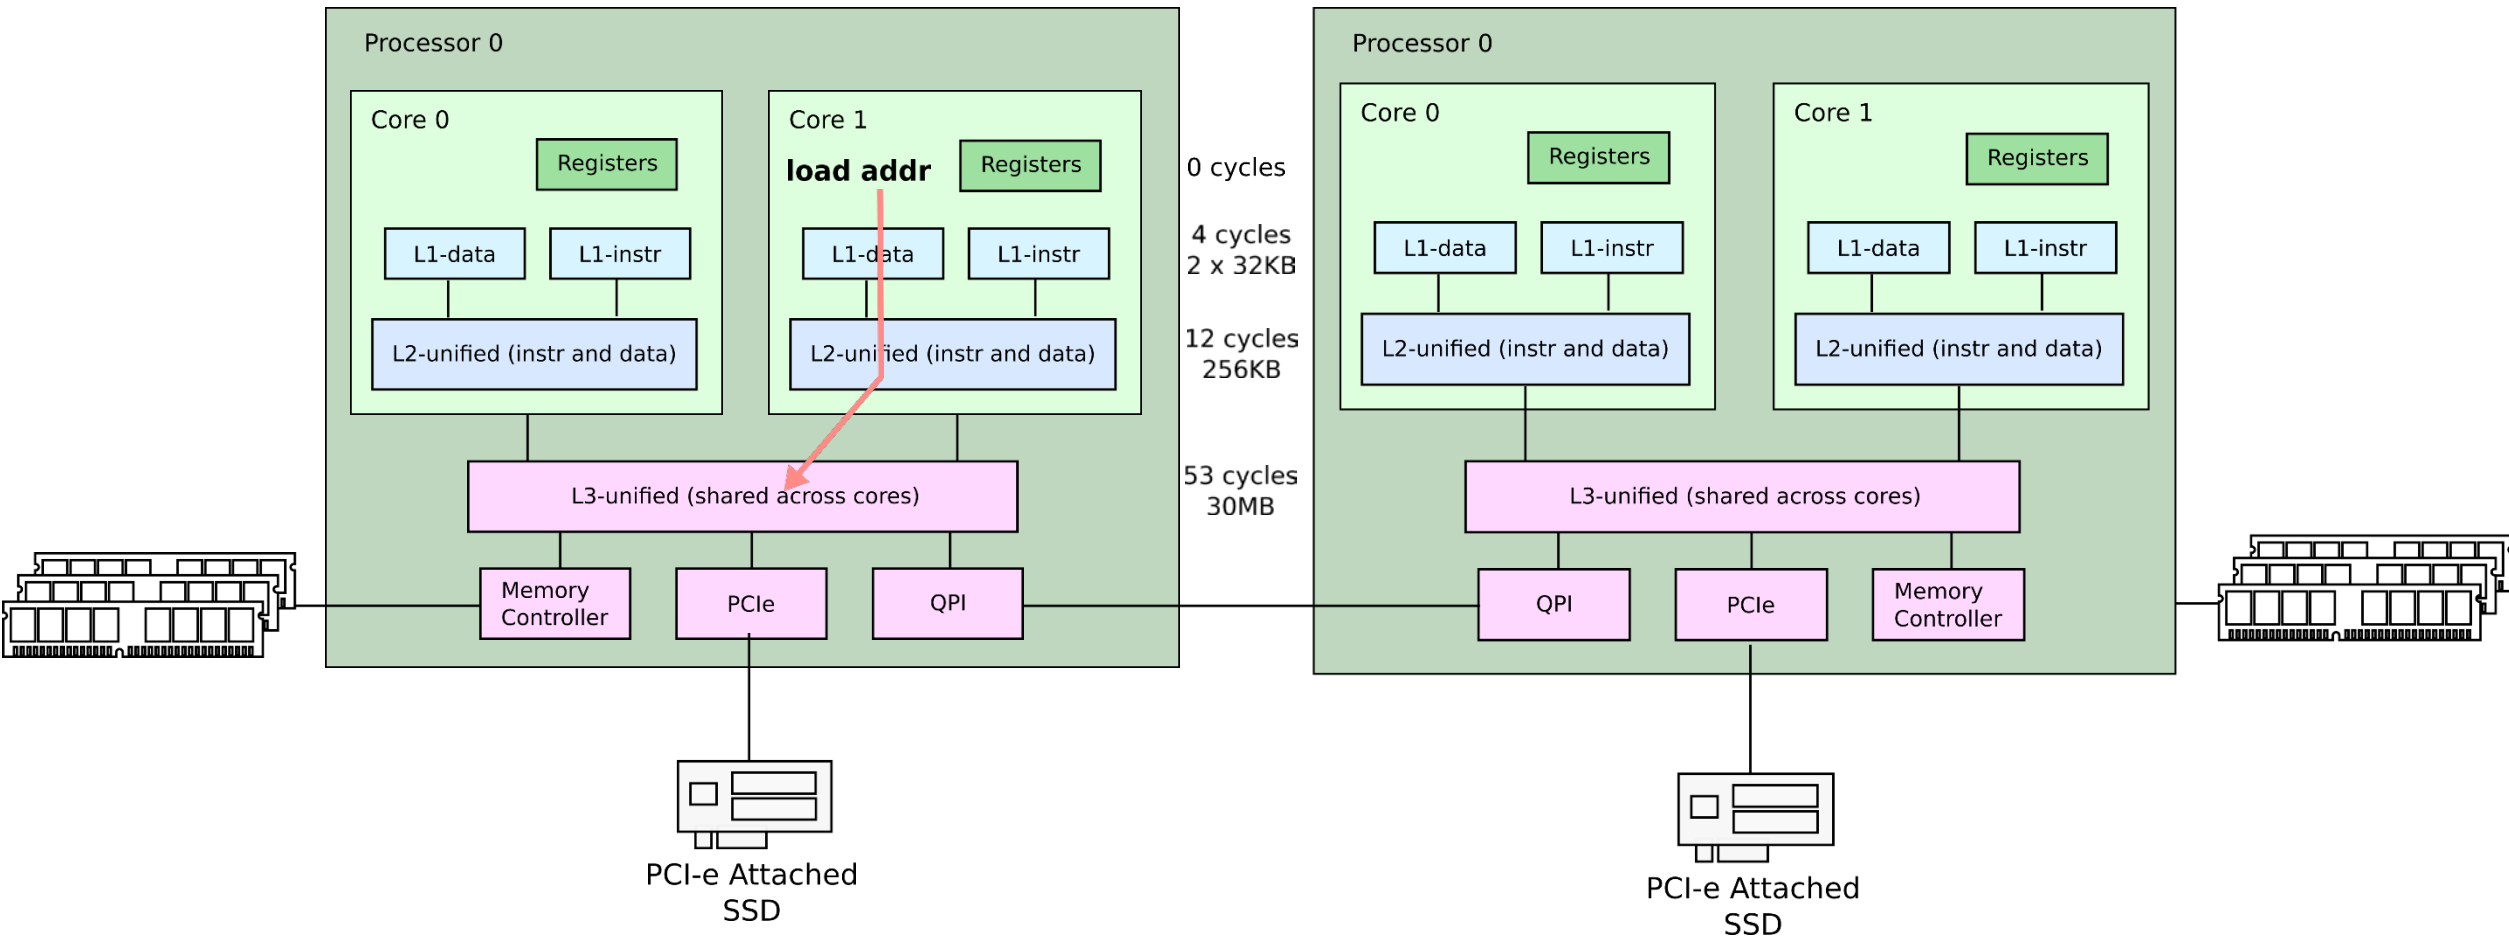 Processor 0
Core 0
Registers
L1-data
L1-instr
L2-unified (instr and data)
Core 1
load addr
Registers
L1-data
L1-instr
L2-unified (instr and data)
L3-unified (shared across cores)
Memory
Controller
PCIe
QPI
PCI-e Attached
SSD
0 cycles
4 cycles
2 x 32KB
12 cycles
256KB
53 cycles
30MB
Processor 0
Core 0
Registers
L1-data
L1-instr
L2-unified (instr and data)
Core 1
Registers
L1-data
L1-instr
L2-unified (instr and data)
L3-unified (shared across cores)
QPI
PCIe
Memory
Controller
PCI-e Attached
SSD